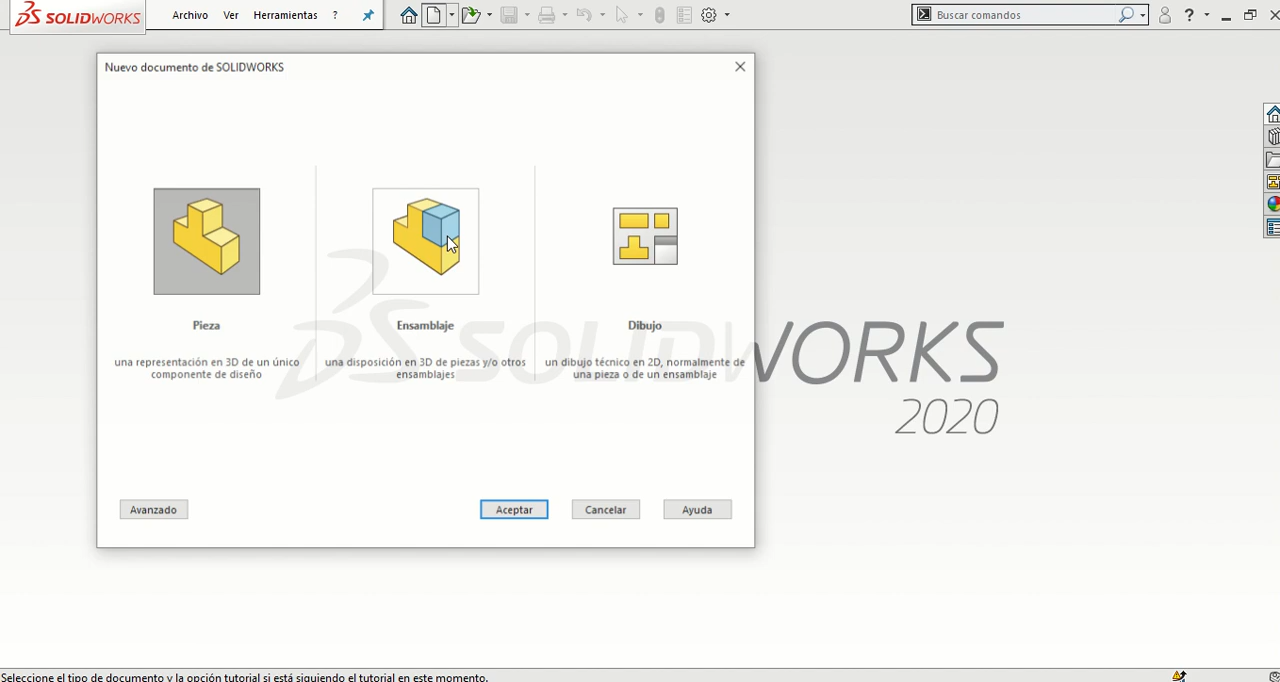 SOLIDWORKS
Archivo Ver Herramientas ?
Buscar comandos
?
Nuevo documento de SOLIDWORKS
Pieza
una representación en 3D de un único
componente de diseño
Ensamblaje
una disposición en 3D de piezas y/o otros
ensamblajes
Dibujo
un dibujo técnico en 2D, normalmente de
una pieza o de un ensamblaje
SOLIDWORKS
2020
Avanzado
Aceptar
Cancelar
Ayuda
Seleccione el tipo de documento y la opción tutorial si está siguiendo el tutorial en este momento.